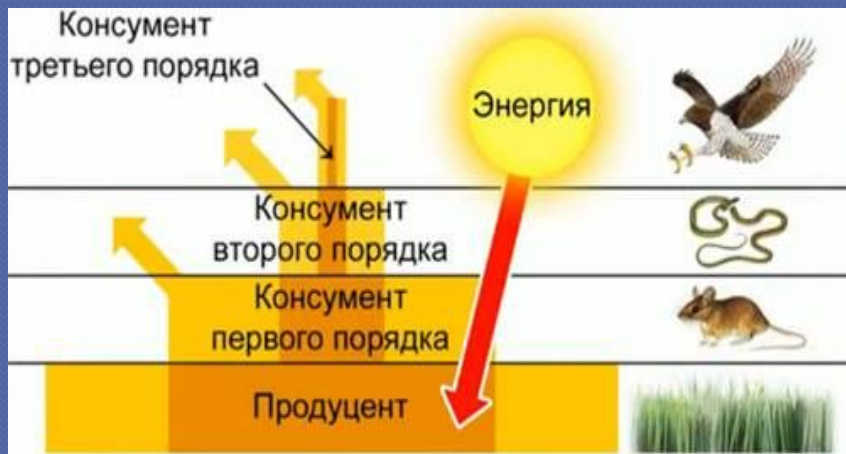 Консумент
третьего порядка
Энергия
Консумент
второго порядка
Консумент
первого порядка
Продуцент